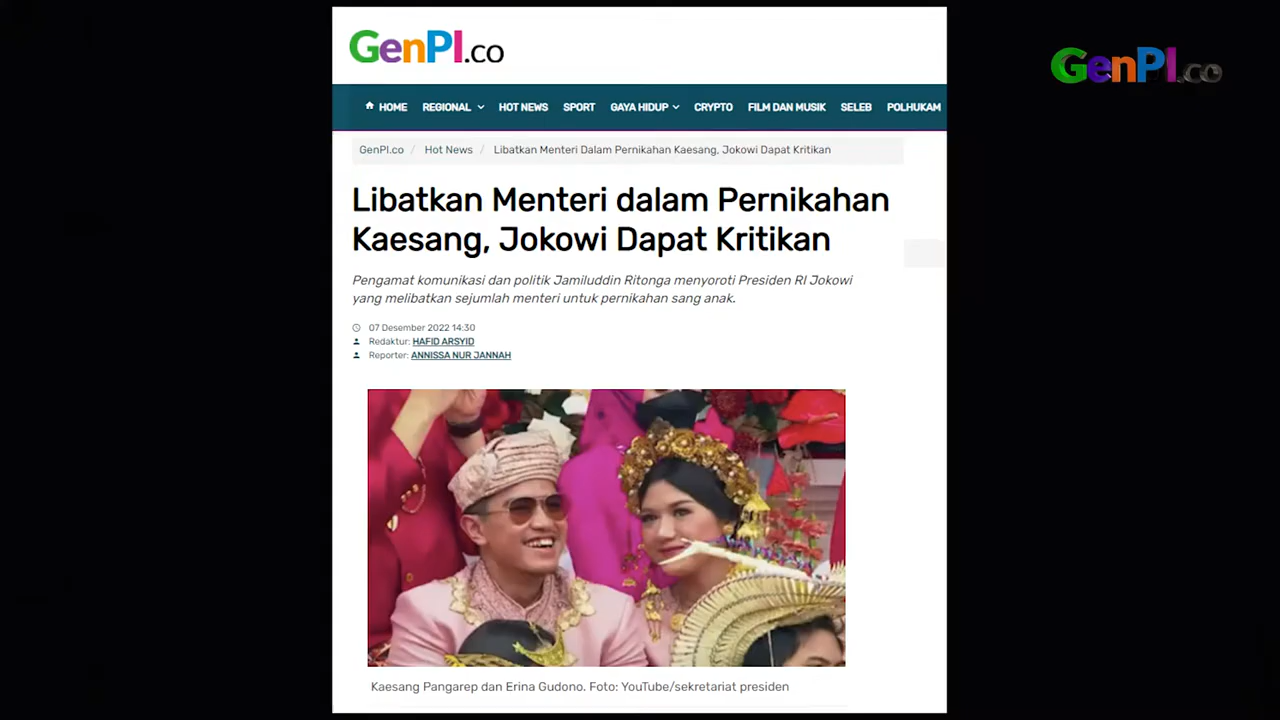 GenPI.co
GenPI.co
HOME REGIONAL HOT NEWS SPORT GAYA HIDUP CRYPTO FILM DAN MUSIK SELEB POLHUKAM
GenPI.co / Hot News / Libatkan Menteri Dalam Pernikahan Kaesang, Jokowi Dapat Kritikan
Libatkan Menteri dalam Pernikahan
Kaesang, Jokowi Dapat Kritikan
Pengamat komunikasi dan politik Jamiluddin Ritonga menyoroti Presiden RI Jokowi
yang melibatkan sejumlah menteri untuk pernikahan sang anak.
07 Desember 2022 14:30
Redaktur: HAFID ARSYID
Reporter: ANNISSA NUR JANNAH
Kaesang Pangarep dan Erina Gudono. Foto: YouTube/sekretariat presiden